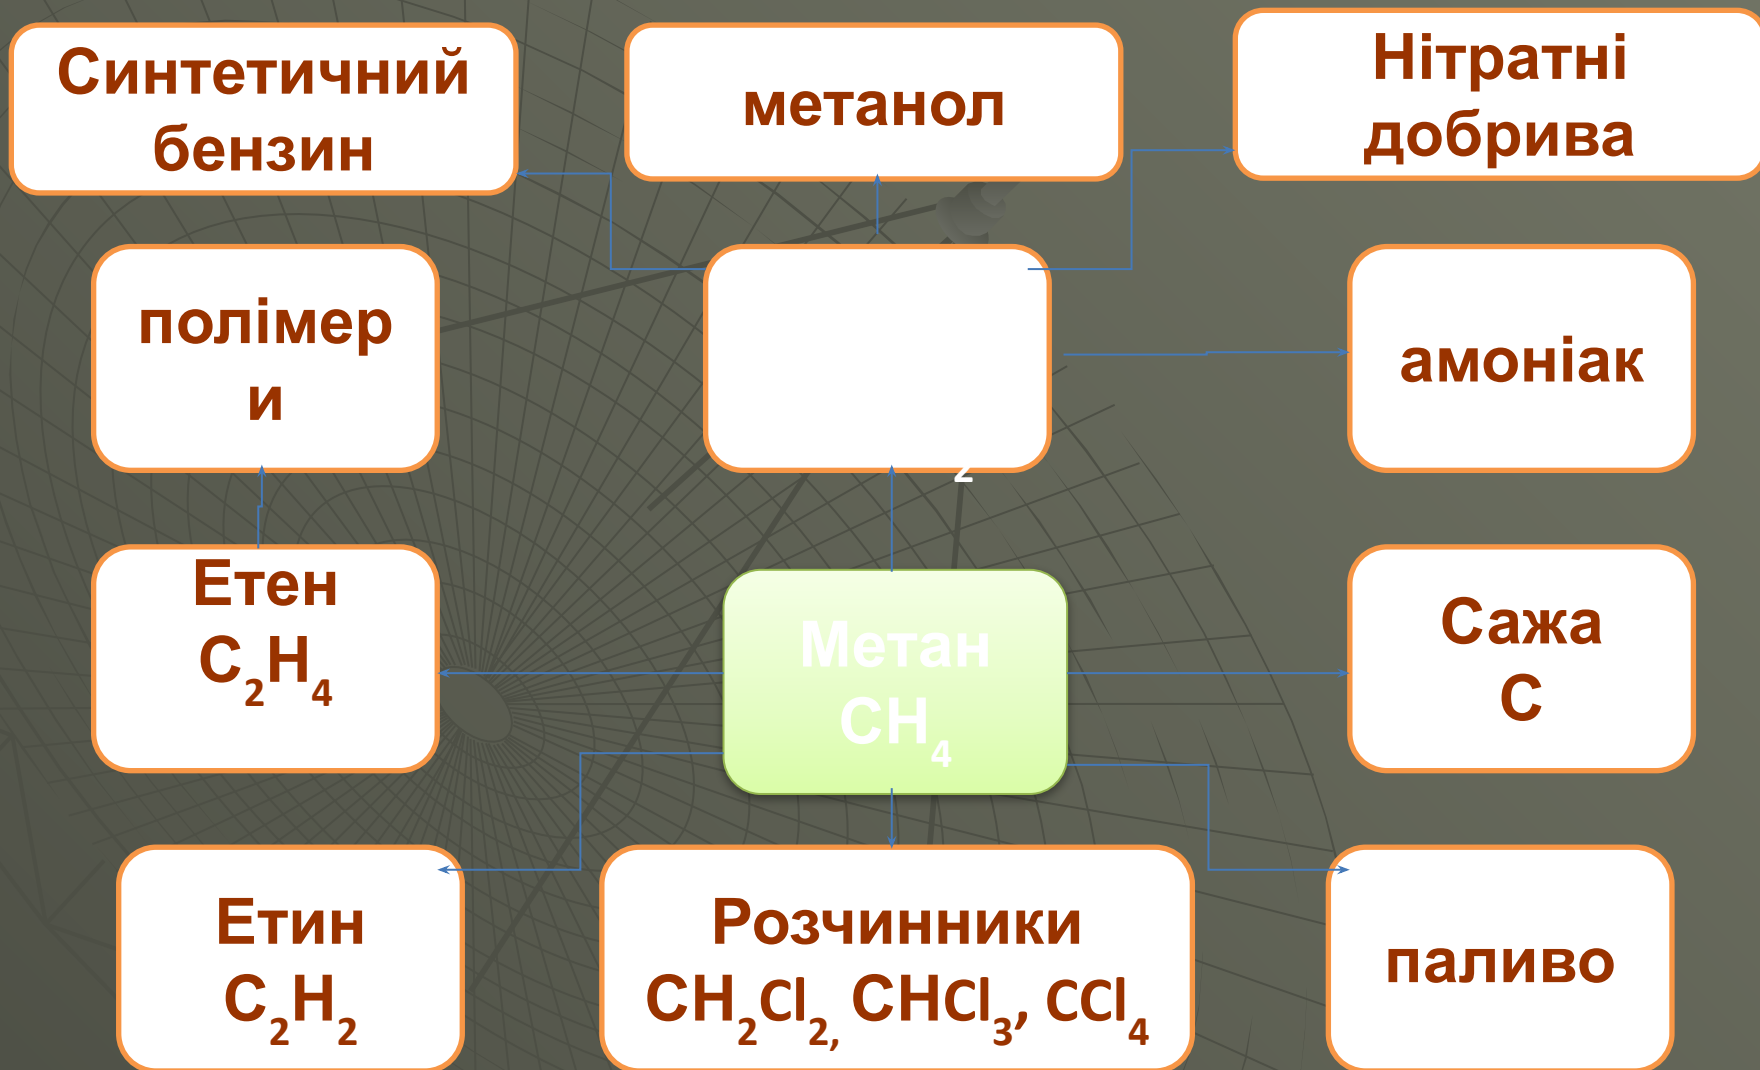 Синтетичний
бензин
метанол
Нітратні
добрива
полімер
и
амоніак
2
Етен
C₂H₄
Метан
CH₄
Сажа
С
Етин
C₂H₂
Розчинники
CH₂Cl₂, CHCl₃, CCl₄
паливо